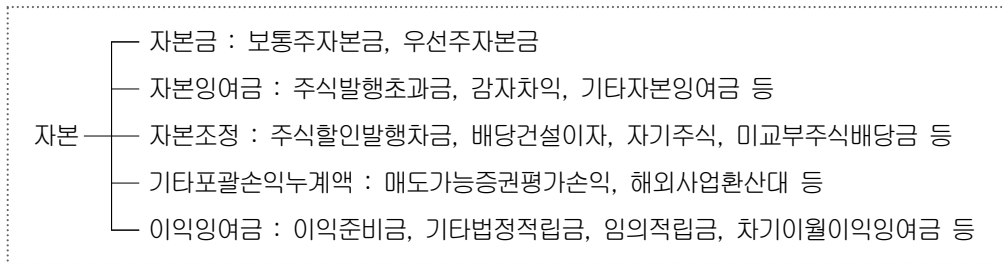 자본금 : 보통주자본금, 우선주자본금
자본잉여금 : 주식발행초과금, 감자차익, 기타자본잉여금 등
자본 자본조정 : 주식할인발행차금, 배당건설이자, 자기주식, 미교부주식배당금 등
기타포괄손익누계액 : 매도가능증권평가손익, 해외사업환산대 등
이익잉여금 : 이익준비금, 기타법정적립금, 임의적립금, 차기이월이익잉여금 등